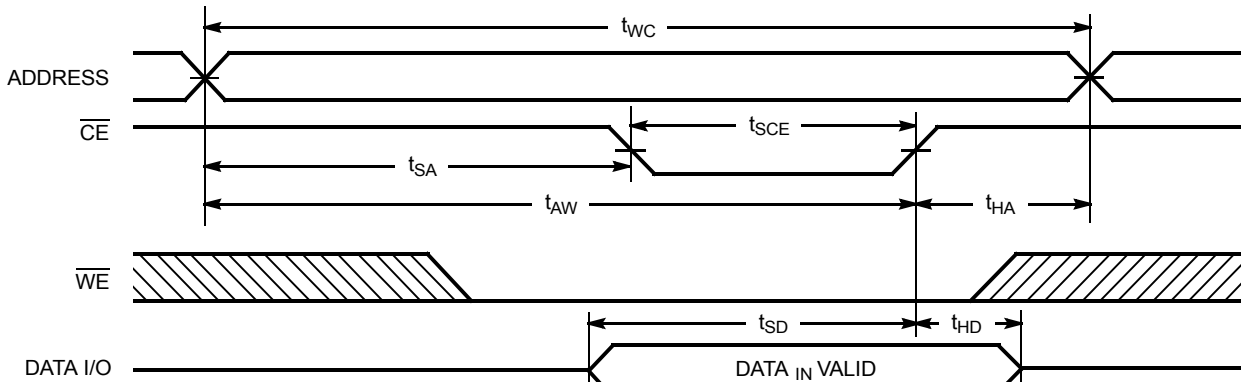 tWC
ADDRESS
CE
tSCE
tSA
tAW
tHA
WE
tSD
tHD
DATA I/O
DATA IN VALID